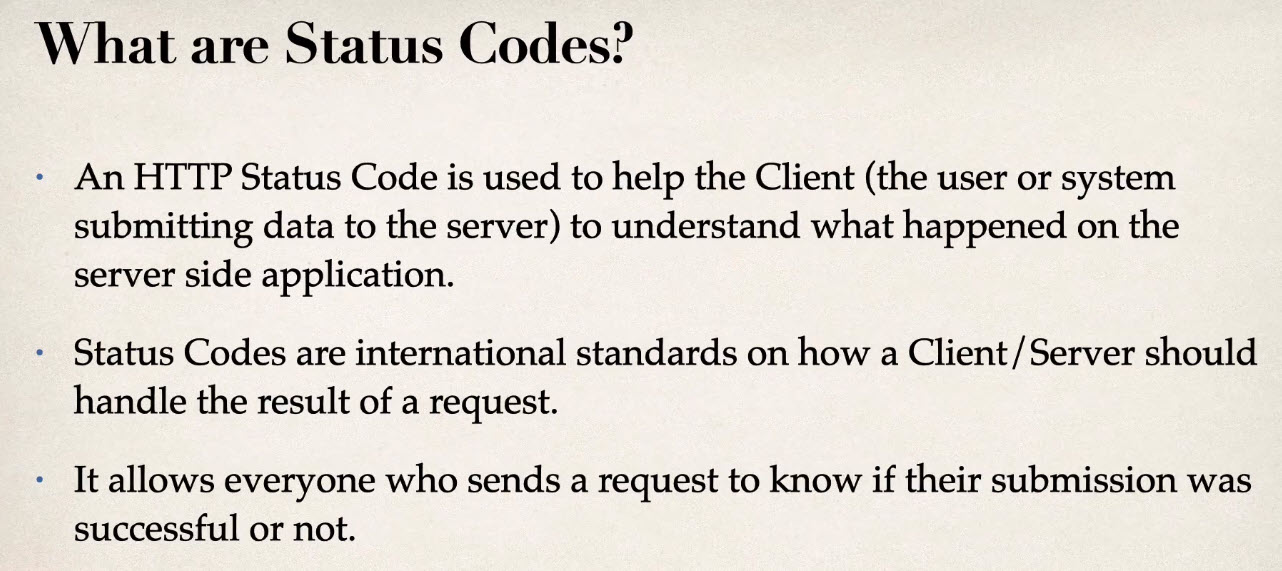 What are Status Codes?
• An HTTP Status Code is used to help the Client (the user or system
submitting data to the server) to understand what happened on the
server side application.
• Status Codes are international standards on how a Client/Server should
handle the result of a request.
• It allows everyone who sends a request to know if their submission was
successful or not.